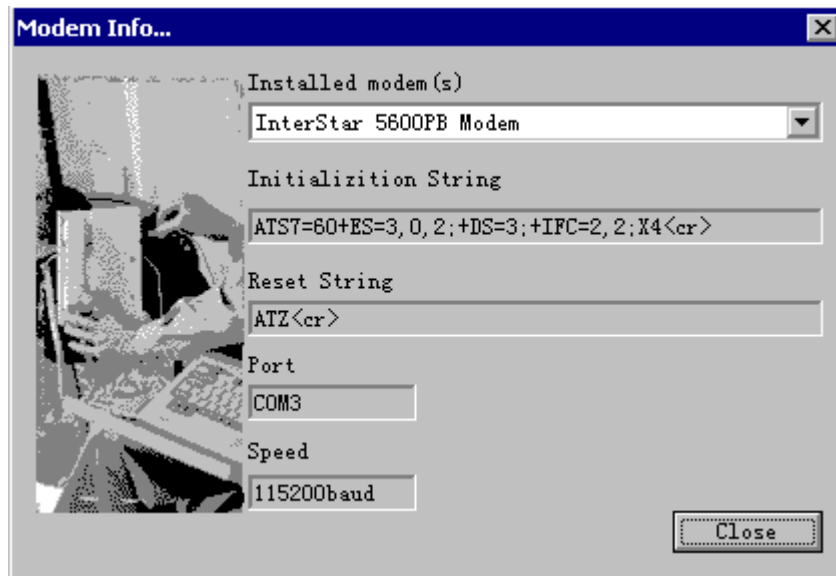 Modem Info...
Installed modem(s)
InterStar 5600PB Modem
Initializition String
ATS7=60+ES=3,0,2;+DS=3;+IFC=2,2;X4<cr>
Reset String
ATZ<cr>
Port
COM3
Speed
115200baud
Close